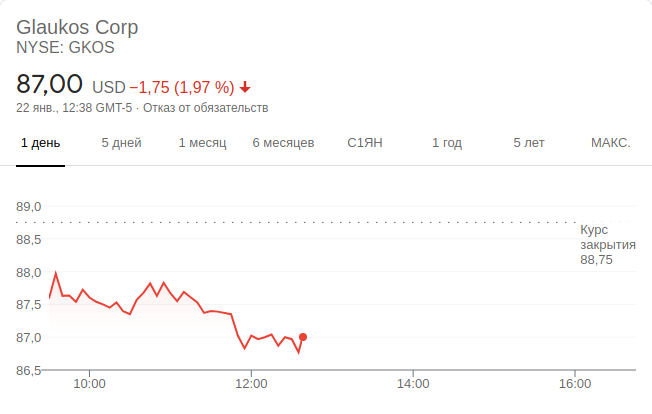 Glaukos Corp
NYSE: GKOS
87,00 USD −1,75 (1,97 %)
22 янв., 12:38 GMT-5 · Отказ от обязательств
1 день 5 дней 1 месяц 6 месяцев С1ЯН 1 год 5 лет МАКС.
89,0
Курс
88,5
закрытия
88,75
88,0
87,5
87,0
86,5
10:00 12:00 14:00 16:00